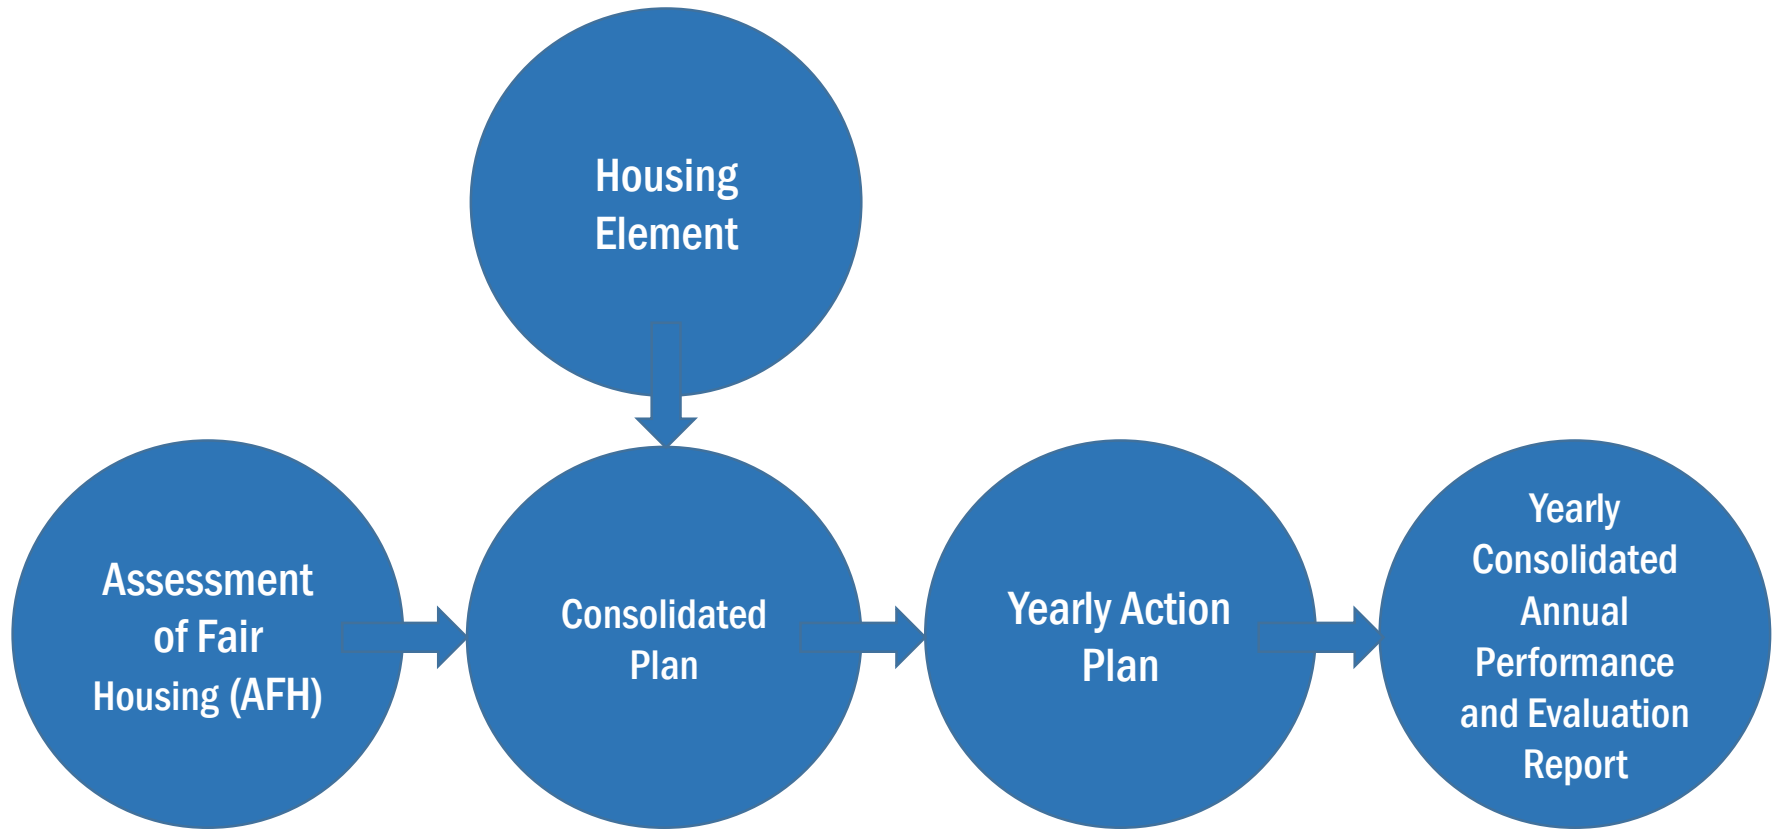 Housing
Element
Assessment
of Fair
Housing (AFH)
Consolidated
Plan
Yearly Action
Plan
Yearly
Consolidated
Annual
Performance
and Evaluation
Report